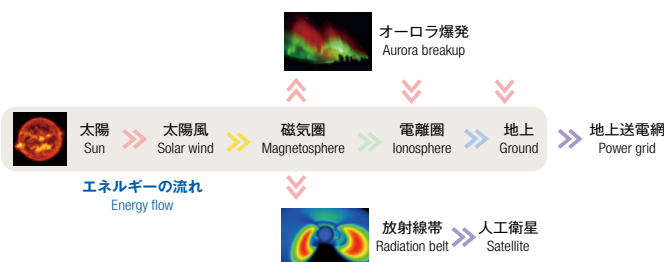 オーロラ爆発
Aurora breakup
太陽
Sun
太陽風
Solar wind
磁気圏
Magnetosphere
電離圏
Ionosphere
地上
Ground
地上送電網
Power grid
エネルギーの流れ
Energy flow
放射線帯
Radiation belt
人工衛星
Satellite